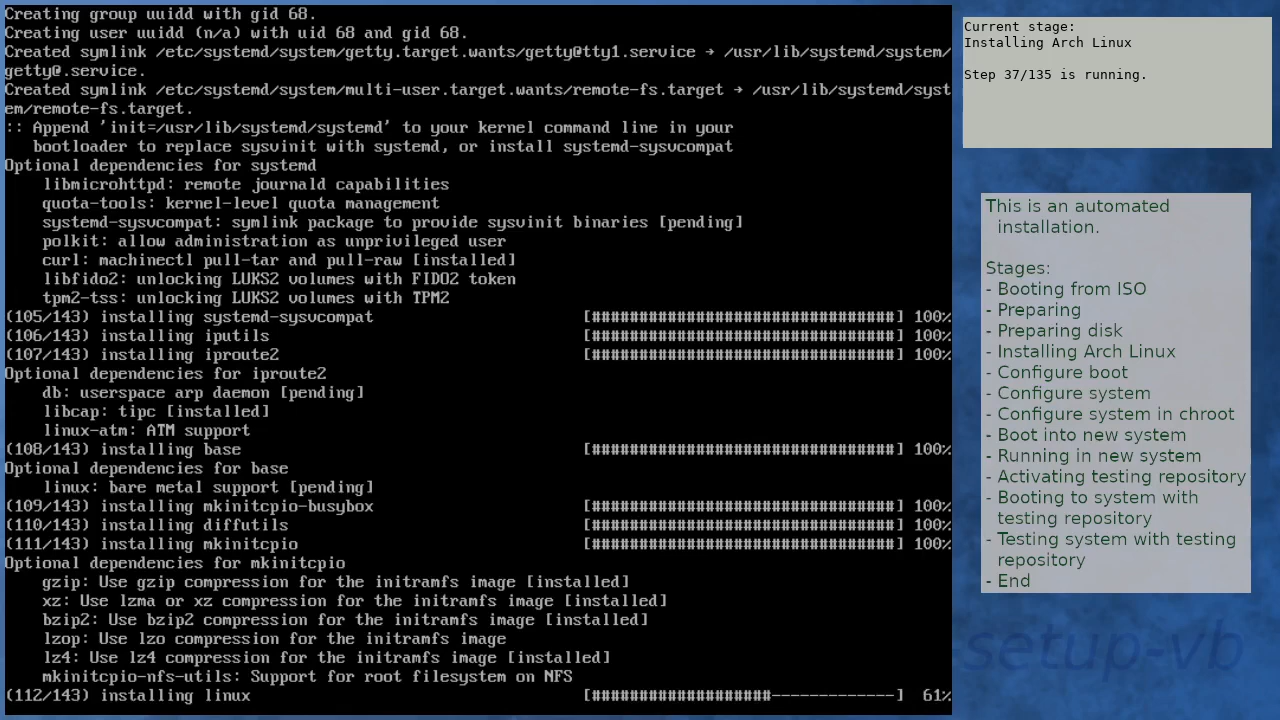 Creating group uuidd with gid 68.
Creating user uuidd (n/a) with uid 68 and gid 68.
Created symlink /etc/systemd/system/getty.target.wants/getty@tty1.service → /usr/lib/systemd/system/
getty@.service.
Created symlink /etc/systemd/system/multi-user.target.wants/remote-fs.target → /usr/lib/systemd/syst
em/remote-fs.target.
:: Append 'init=/usr/lib/systemd/systemd' to your kernel command line in your
   bootloader to replace sysvinit with systemd, or install systemd-sysvcompat
Optional dependencies for systemd
    libmicrohttpd: remote journald capabilities
    quota-tools: kernel-level quota management
    systemd-sysvcompat: symlink package to provide sysvinit binaries [pending]
    polkit: allow administration as unprivileged user
    curl: machinectl pull-tar and pull-raw [installed]
    libfido2: unlocking LUKS2 volumes with FIDO2 token
    tpm2-tss: unlocking LUKS2 volumes with TPM2
(105/143) installing systemd-sysvcompat [################################] 100%
(106/143) installing iputils [################################] 100%
(107/143) installing iproute2 [################################] 100%
Optional dependencies for iproute2
    db: userspace arp daemon [pending]
    libcap: tipc [installed]
    linux-atm: ATM support
(108/143) installing base [################################] 100%
Optional dependencies for base
    linux: bare metal support [pending]
(109/143) installing mkinitcpio-busybox [################################] 100%
(110/143) installing diffutils [################################] 100%
(111/143) installing mkinitcpio [################################] 100%
Optional dependencies for mkinitcpio
    gzip: Use gzip compression for the initramfs image [installed]
    xz: Use lzma or xz compression for the initramfs image [installed]
    bzip2: Use bzip2 compression for the initramfs image [installed]
    lzop: Use lzo compression for the initramfs image
    lz4: Use lz4 compression for the initramfs image [installed]
    mkinitcpio-nfs-utils: Support for root filesystem on NFS
(112/143) installing linux [###################-------------] 61%
Current stage:
Installing Arch Linux
Step 37/135 is running.
This is an automated
installation.
Stages:
- Booting from ISO
- Preparing
- Preparing disk
- Installing Arch Linux
- Configure boot
- Configure system
- Configure system in chroot
- Boot into new system
- Running in new system
- Activating testing repository
- Booting to system with
testing repository
- Testing system with testing
repository
- End
-setup-vb